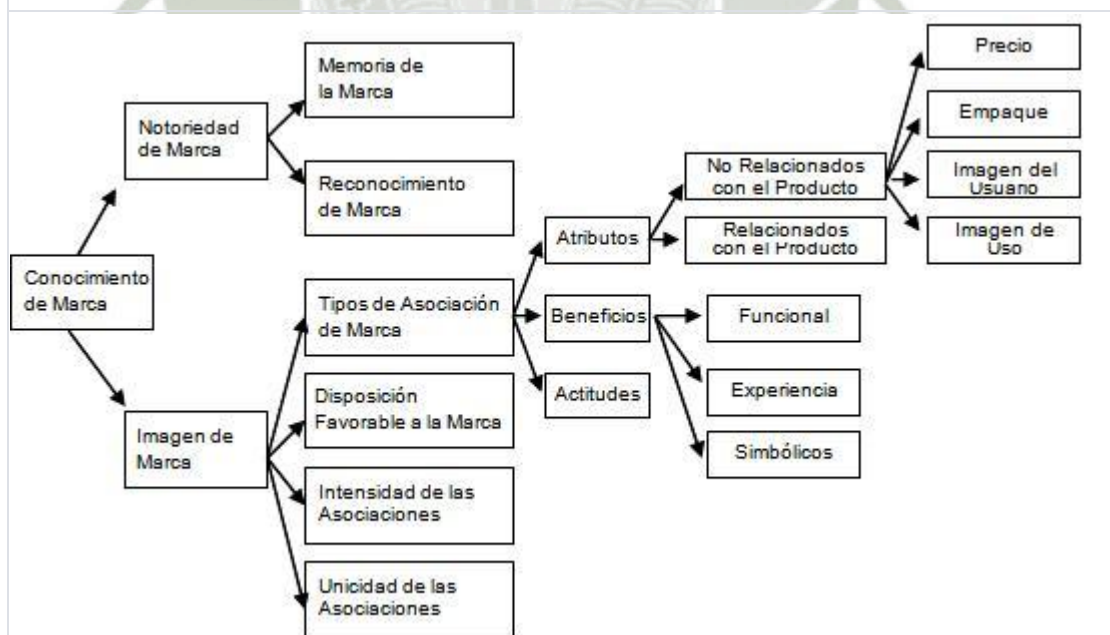 Conocimiento
de Marca
Notoriedad
de Marca
Imagen de
Marca
Memoria de
la Marca
Reconocimiento
de Marca
Tipos de Asociación
de Marca
Disposición
Favorable a la Marca
Intensidad de las
Asociaciones
Unicidad de las
Asociaciones
Atributos
Beneficios
Actitudes
No Relacionados
con el Producto
Relacionados
con el Producto
Funcional
Experiencia
Simbólicos
Precio
Empaque
Imagen del
Usuario
Imagen de
Uso